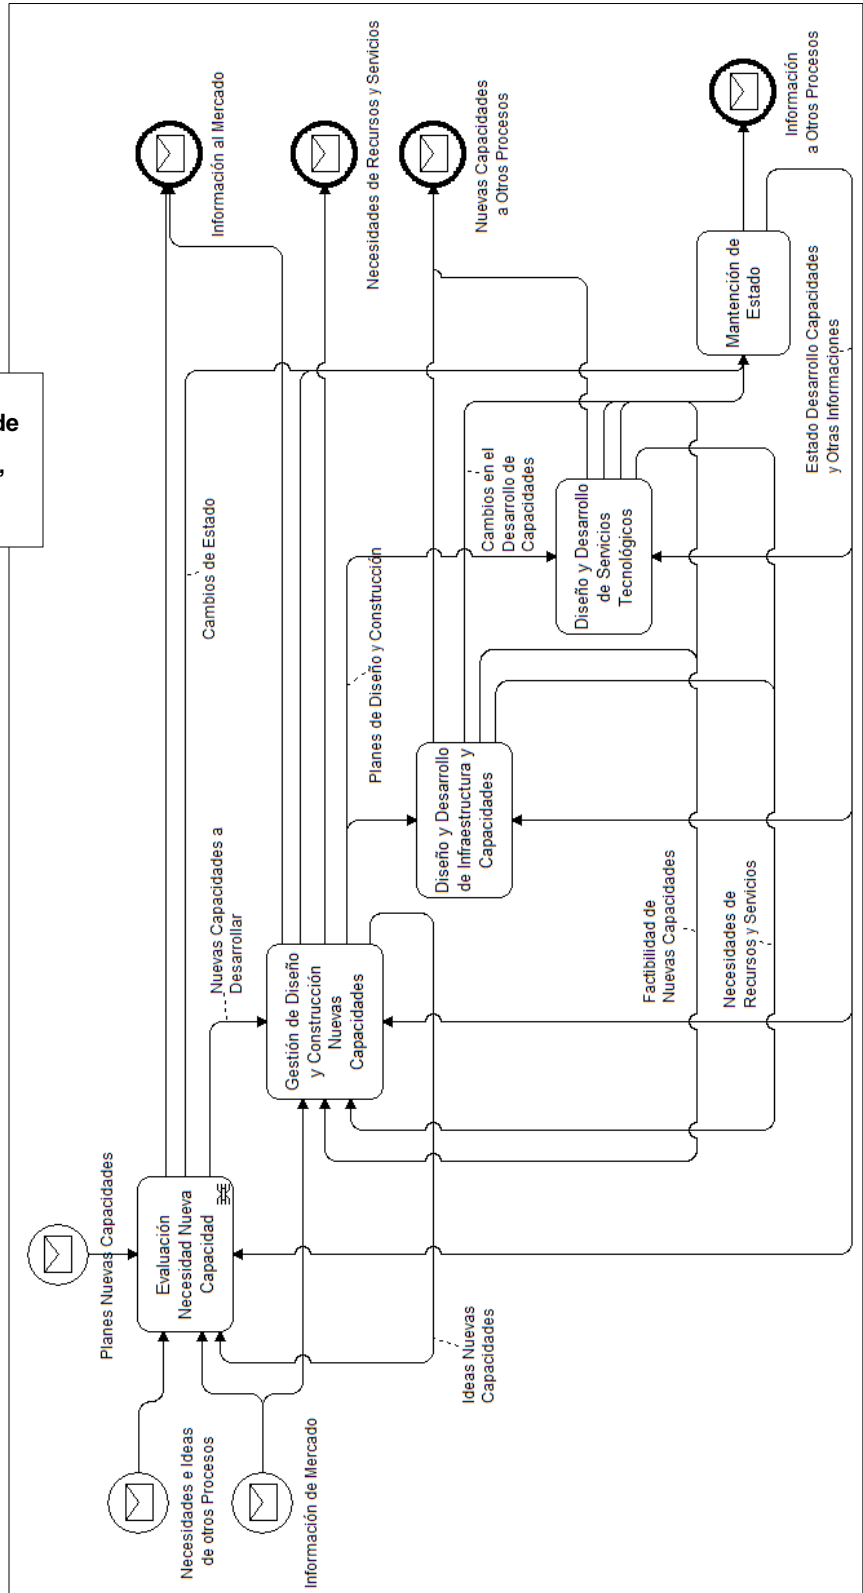 de
,
Necesidades e Ideas
de otros Procesos
Información de Mercado
Planes Nuevas Capacidades
Evaluación
Necesidad Nueva
Capacidad
Ideas Nuevas
Capacidades
Nuevas Capacidades a
Desarrollar
Gestión de Diseño
y Construcción
Nuevas
Capacidades
Factibilidad de
Nuevas Capacidades
Necesidades de
Recursos y Servicios
Diseño y Desarrollo
de Infraestructura y
Capacidades
Planes de Diseño y Construcción
Cambios de Estado
Cambios en el
Desarrollo de
Capacidades
Diseño y Desarrollo
de Servicios
Tecnológicos
Estado Desarrollo Capacidades
y Otras Informaciones
Mantención de
Estado
Información al Mercado
Necesidades de Recursos y Servicios
Nuevas Capacidades
a Otros Procesos
Información
a Otros Procesos